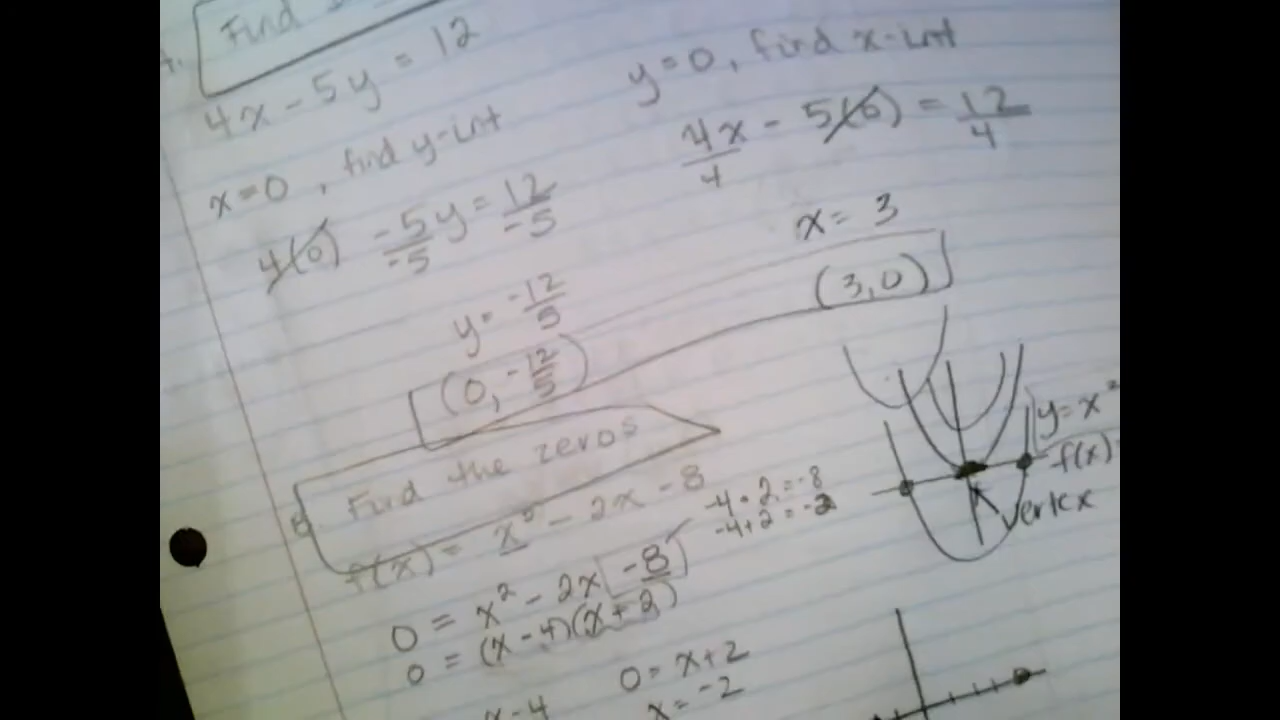 Find
4x - 5y = 12
x=0, find y-int
4(0) -5y/-5 = 12/-5
y = -12/5
(0, -12/5)
y=0, find x-int
4x/4 - 5(0) = 12/4
x = 3
(3,0)
Find the zeros
f(x) = x² - 2x - 8
-4 · 2 = -8
-4+2 = -2
0 = x² - 2x - 8
0 = (x-4)(x+2)
x-4
0 = x+2
x = -2
y=x²
f(x)=
vertex